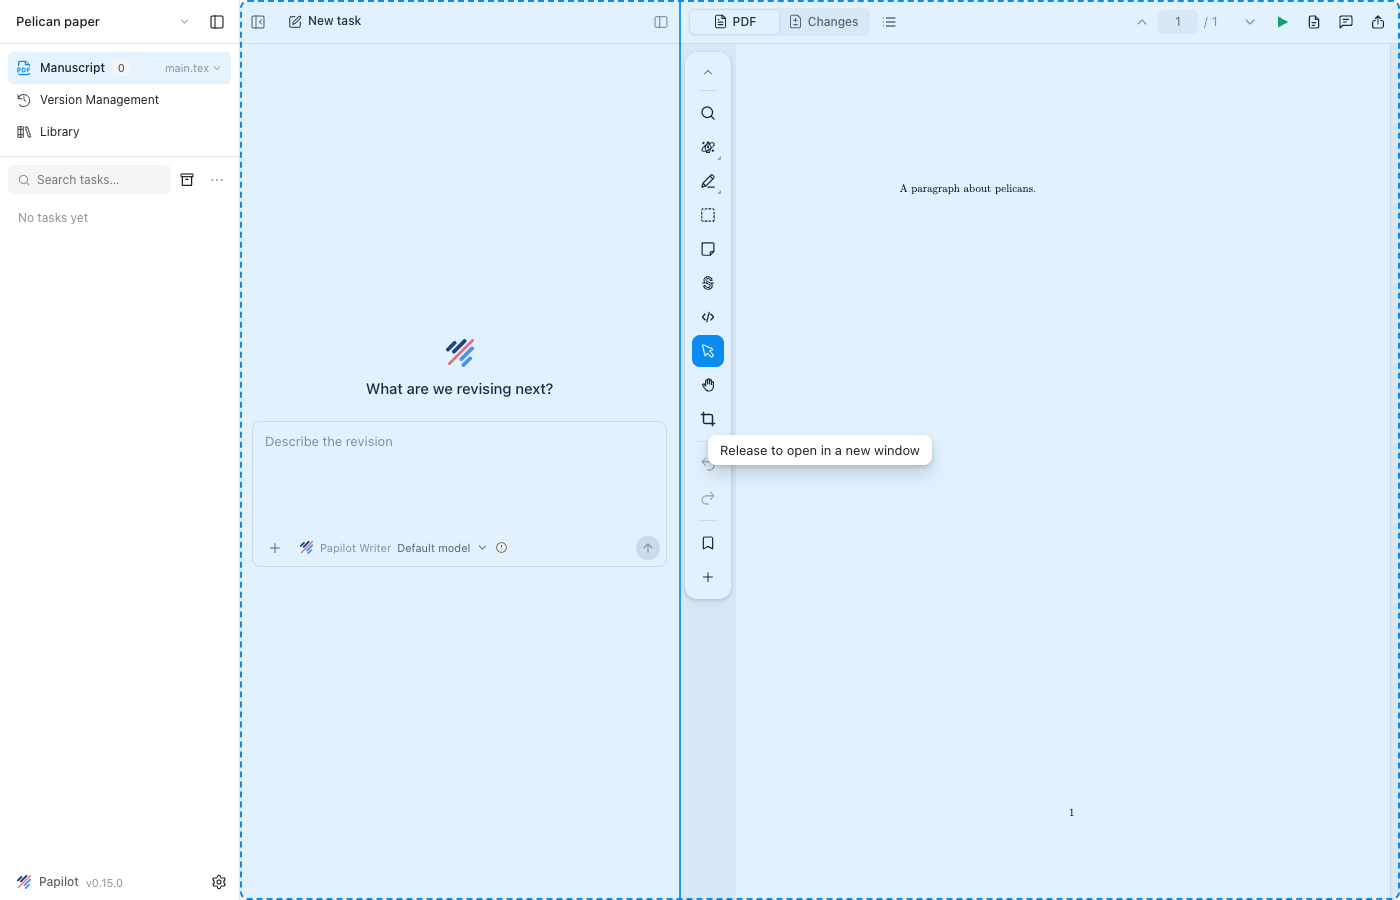 Pelican paper
Manuscript 0 main.tex
Version Management
Library
Search tasks...
No tasks yet
Papilot v0.15.0
New task
What are we revising next?
Describe the revision
Papilot Writer Default model
PDF Changes 1 / 1
A paragraph about pelicans.
Release to open in a new window
1